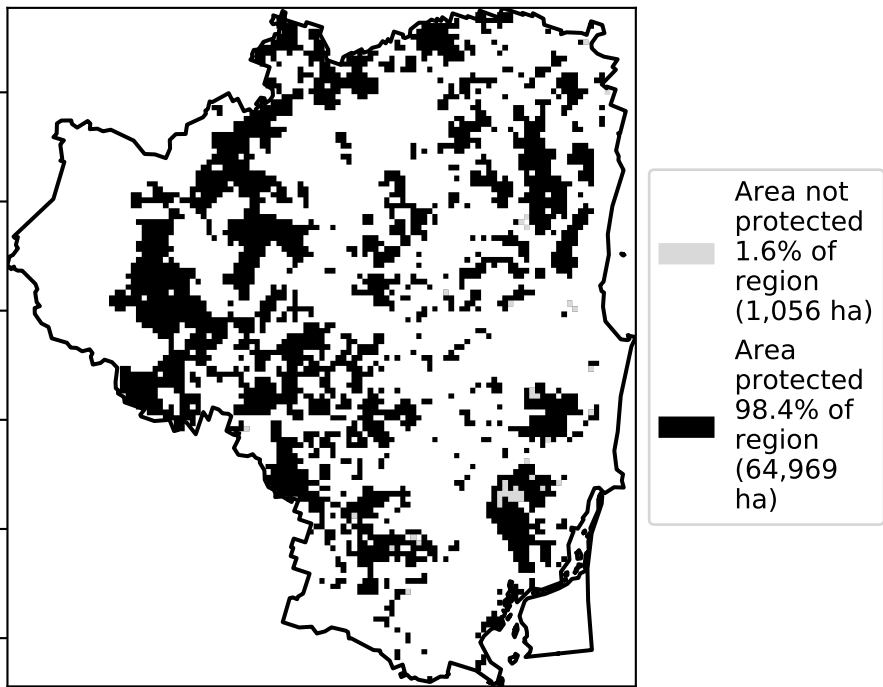 Area not
protected
1.6% of
region
(1,056 ha)
Area
protected
98.4% of
region
(64,969
ha)